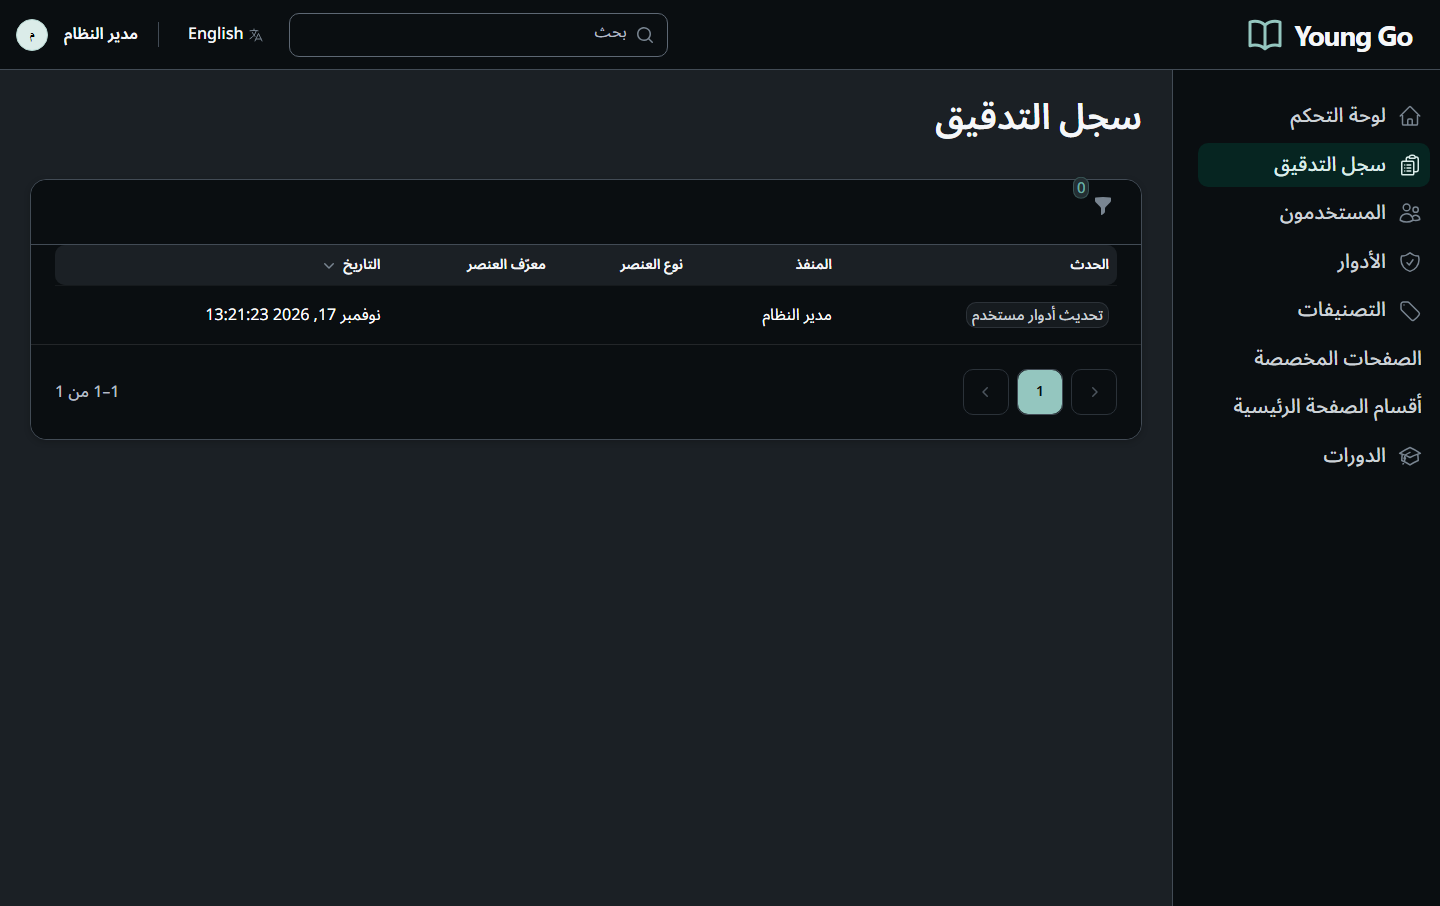 Young Go
بحث
English
مدير النظام
م
لوحة التحكم
سجل التدقيق
المستخدمون
الأدوار
التصنيفات
الصفحات المخصصة
أقسام الصفحة الرئيسية
الدورات
سجل التدقيق
0
الحدث المنفذ نوع العنصر معرّف العنصر التاريخ
تحديث أدوار مستخدم مدير النظام نوفمبر 17, 2026 13:21:23
1
1–1 من 1